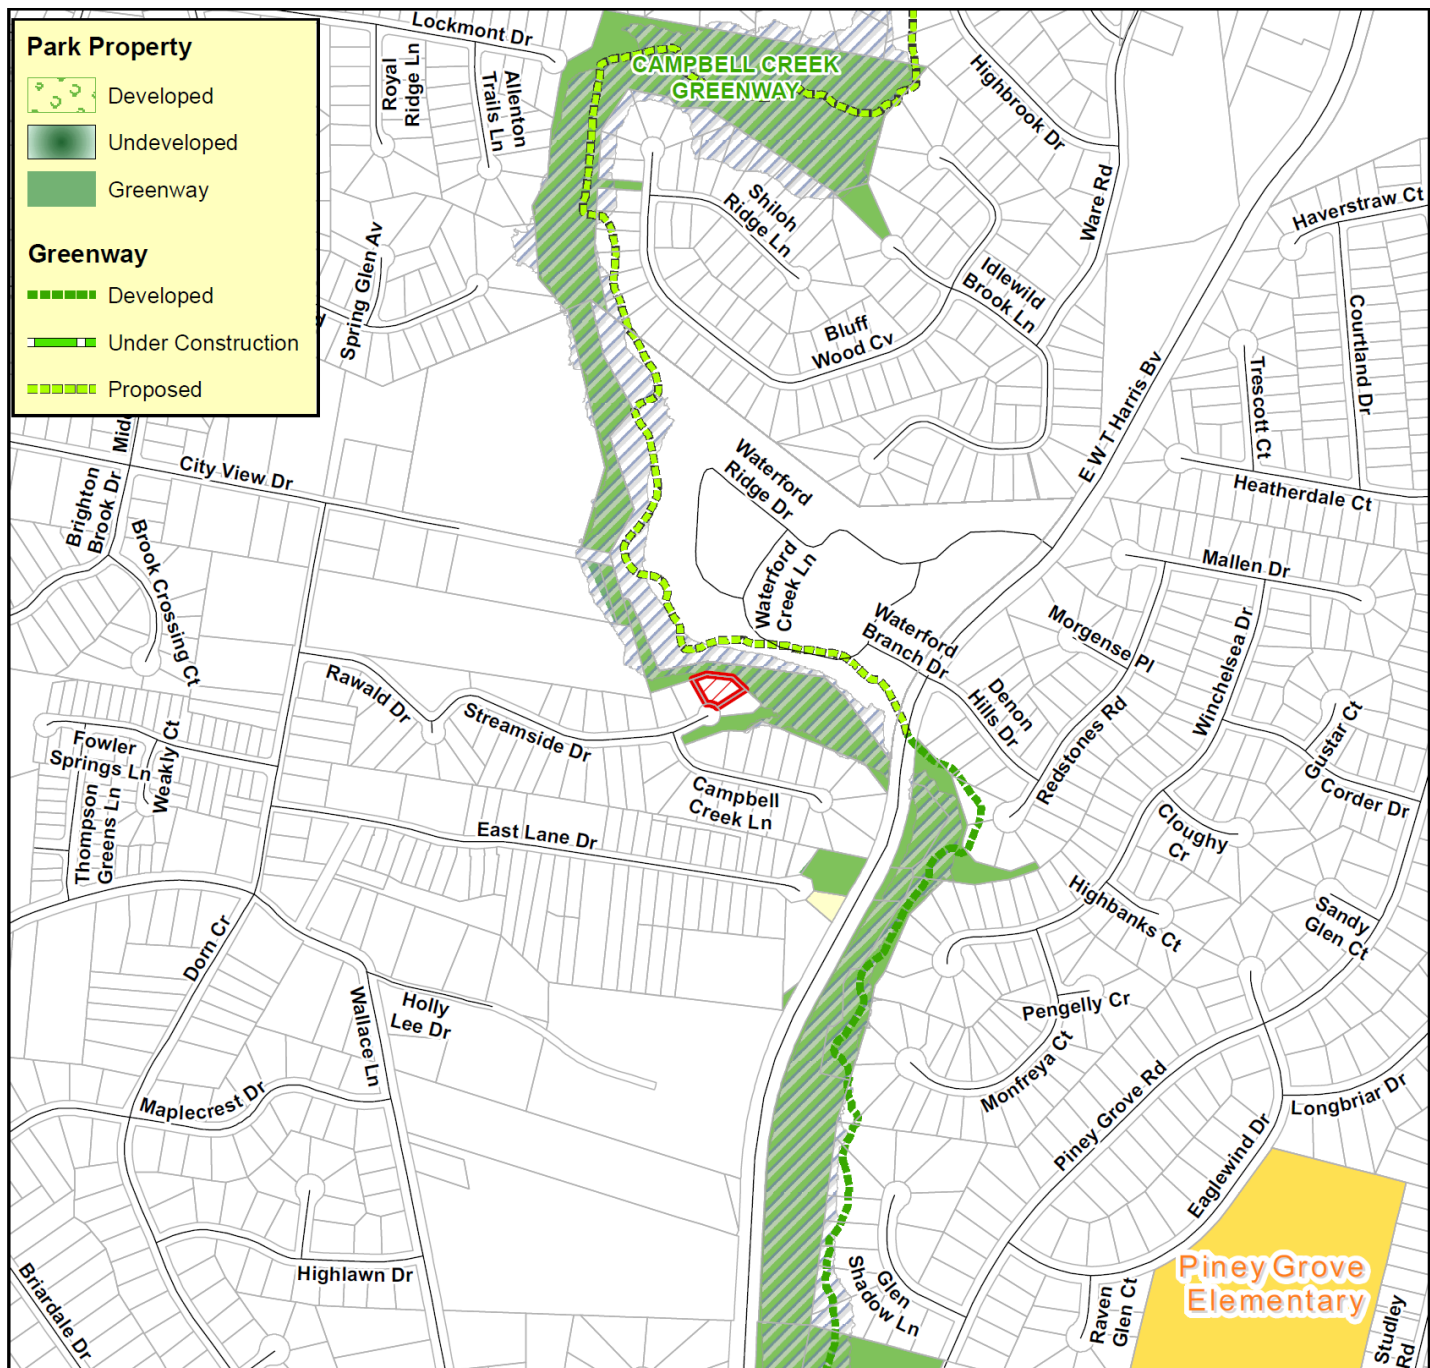 Park Property
Developed
Undeveloped
Greenway
Greenway
Developed
Under Construction
Proposed
Lockmont Dr
Royal
Ridge Ln
Allenton
Trails Ln
CAMPBELL CREEK
GREENWAY
Highbrook Dr
Ware Rd
Haverstraw Ct
Spring Glen Av
Shiloh
Ridge Ln
Idlewild
Brook Ln
Bluff
Wood Cv
Courtland Dr
Trescott Ct
E W T Harris Bv
City View Dr
Brighton
Brook Dr
Waterford
Ridge Dr
Heatherdale Ct
Brook Crossing Ct
Waterford
Creek Ln
Mallen Dr
Waterford
Branch Dr
Morgense Pl
Winchelsea Dr
Rawald Dr
Streamside Dr
Denon
Hills Dr
Redstones Rd
Gustar Ct
Fowler
Springs Ln
Weakly Ct
Campbell
Creek Ln
Corder Dr
Thompson
Greens Ln
East Lane Dr
Cloughy
Cr
Highbanks Ct
Sandy
Glen Ct
Dorn Cr
Holly
Lee Dr
Wallace Ln
Pengelly Cr
Monfreya Ct
Maplecrest Dr
Piney Grove Rd
Longbriar Dr
Eaglewind Dr
Highlawn Dr
Briardale Dr
Glen
Shadow Ln
Raven
Glen Ct
Piney Grove
Elementary
Studley
Rd